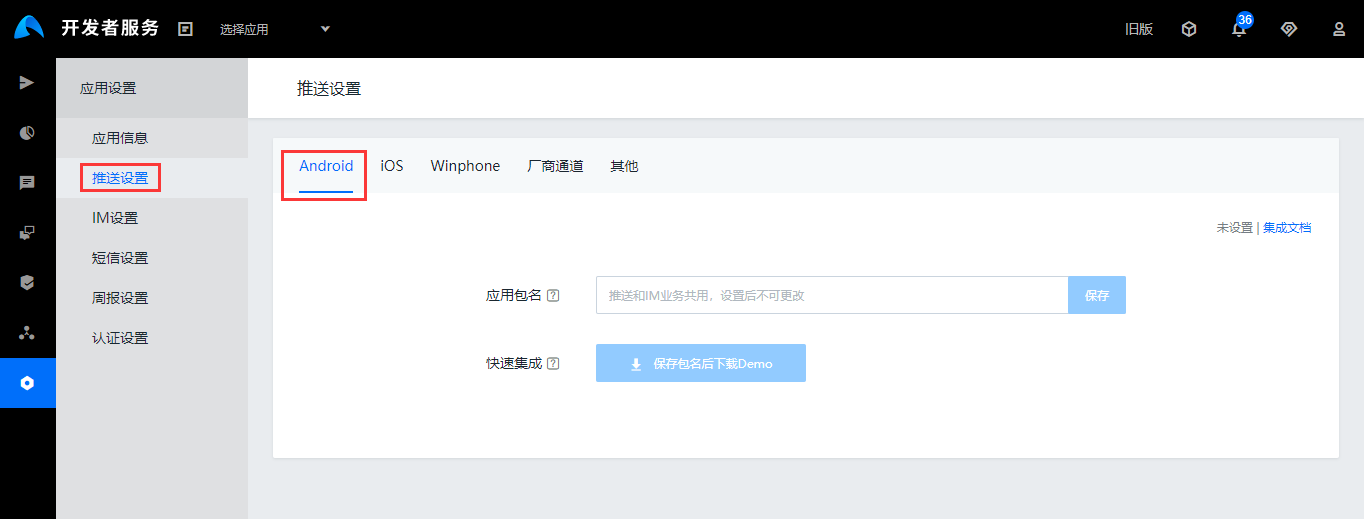 开发者服务
选择应用
旧版
36
应用设置
应用信息
推送设置
IM设置
短信设置
周报设置
认证设置
推送设置
Android iOS Winphone 厂商通道 其他
未设置 | 集成文档
应用包名 ? 推送和IM业务共用，设置后不可更改 保存
快速集成 ? 保存包名后下载Demo